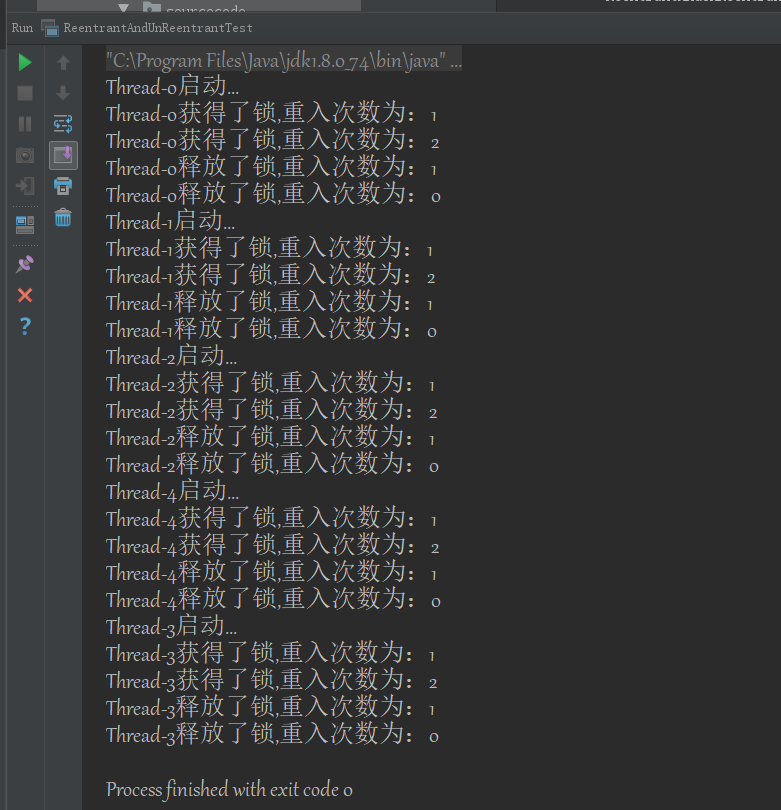 sourcecode
Run ReentrantAndUnReentrantTest
"C:\Program Files\Java\jdk1.8.0_74\bin\java" ...
Thread-0启动...
Thread-0获得了锁,重入次数为：1
Thread-0获得了锁,重入次数为：2
Thread-0释放了锁,重入次数为：1
Thread-0释放了锁,重入次数为：0
Thread-1启动...
Thread-1获得了锁,重入次数为：1
Thread-1获得了锁,重入次数为：2
Thread-1释放了锁,重入次数为：1
Thread-1释放了锁,重入次数为：0
Thread-2启动...
Thread-2获得了锁,重入次数为：1
Thread-2获得了锁,重入次数为：2
Thread-2释放了锁,重入次数为：1
Thread-2释放了锁,重入次数为：0
Thread-4启动...
Thread-4获得了锁,重入次数为：1
Thread-4获得了锁,重入次数为：2
Thread-4释放了锁,重入次数为：1
Thread-4释放了锁,重入次数为：0
Thread-3启动...
Thread-3获得了锁,重入次数为：1
Thread-3获得了锁,重入次数为：2
Thread-3释放了锁,重入次数为：1
Thread-3释放了锁,重入次数为：0
Process finished with exit code 0